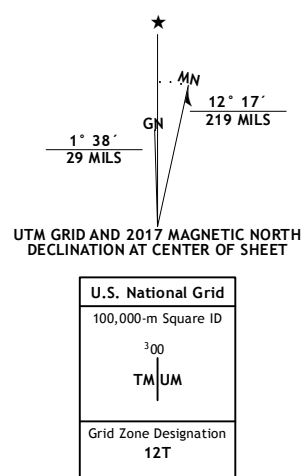 MN
GN
12° 17´
219 MILS
1° 38´
29 MILS
UTM GRID AND 2017 MAGNETIC NORTH
DECLINATION AT CENTER OF SHEET
U.S. National Grid
100,000-m Square ID
³00
TM UM
Grid Zone Designation
12T